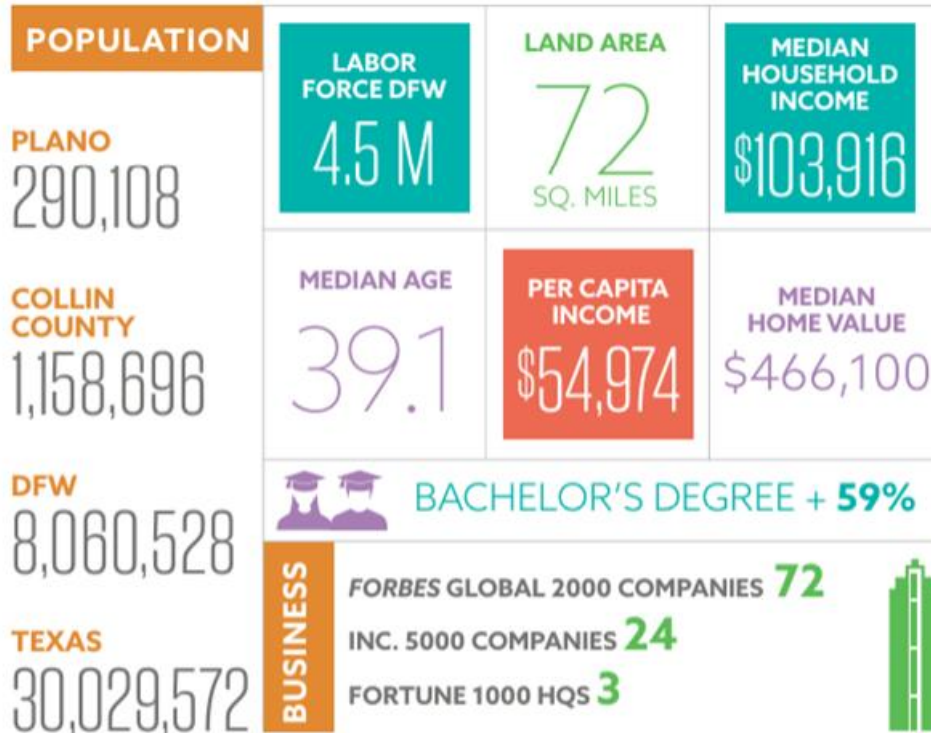 POPULATION
PLANO
290,108
COLLIN
COUNTY
1,158,696
DFW
8,060,528
TEXAS
30,029,572
LABOR
FORCE DFW
4.5 M
LAND AREA
72
SQ. MILES
MEDIAN
HOUSEHOLD
INCOME
$103,916
MEDIAN AGE
39.1
PER CAPITA
INCOME
$54,974
MEDIAN
HOME VALUE
$466,100
BACHELOR'S DEGREE + 59%
BUSINESS
FORBES GLOBAL 2000 COMPANIES 72
INC. 5000 COMPANIES 24
FORTUNE 1000 HQS 3